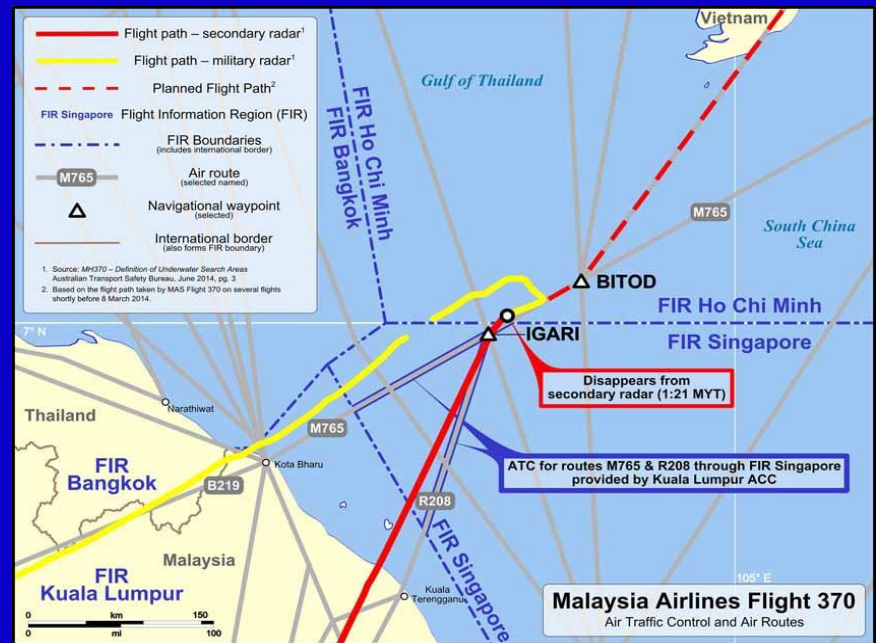 Flight path – secondary radar¹
Flight path – military radar¹
Planned Flight Path²
FIR Singapore Flight Information Region (FIR)
FIR Boundaries
(includes international border)
M765 Air route
(selected named)
Navigational waypoint
(selected)
International border
(also forms FIR boundary)
1. Source: MH370 – Definition of Underwater Search Areas
Australian Transport Safety Bureau, June 2014, pg. 3
2. Based on the flight path taken by MAS Flight 370 on several flights
shortly before 8 March 2014.
Vietnam
Gulf of Thailand
FIR Ho Chi Minh
FIR Bangkok
M765
South China
Sea
BITOD
FIR Ho Chi Minh
7° N
IGARI
FIR Singapore
Disappears from
secondary radar (1:21 MYT)
Thailand
Narathiwat
M765
FIR
Bangkok
Kota Bharu
B219
ATC for routes M765 & R208 through FIR Singapore
provided by Kuala Lumpur ACC
R208
Malaysia
FIR Singapore
FIR
Kuala Lumpur
Kuala
Terengganu
105° E
0 km 150
0 mi 100
Malaysia Airlines Flight 370
Air Traffic Control and Air Routes